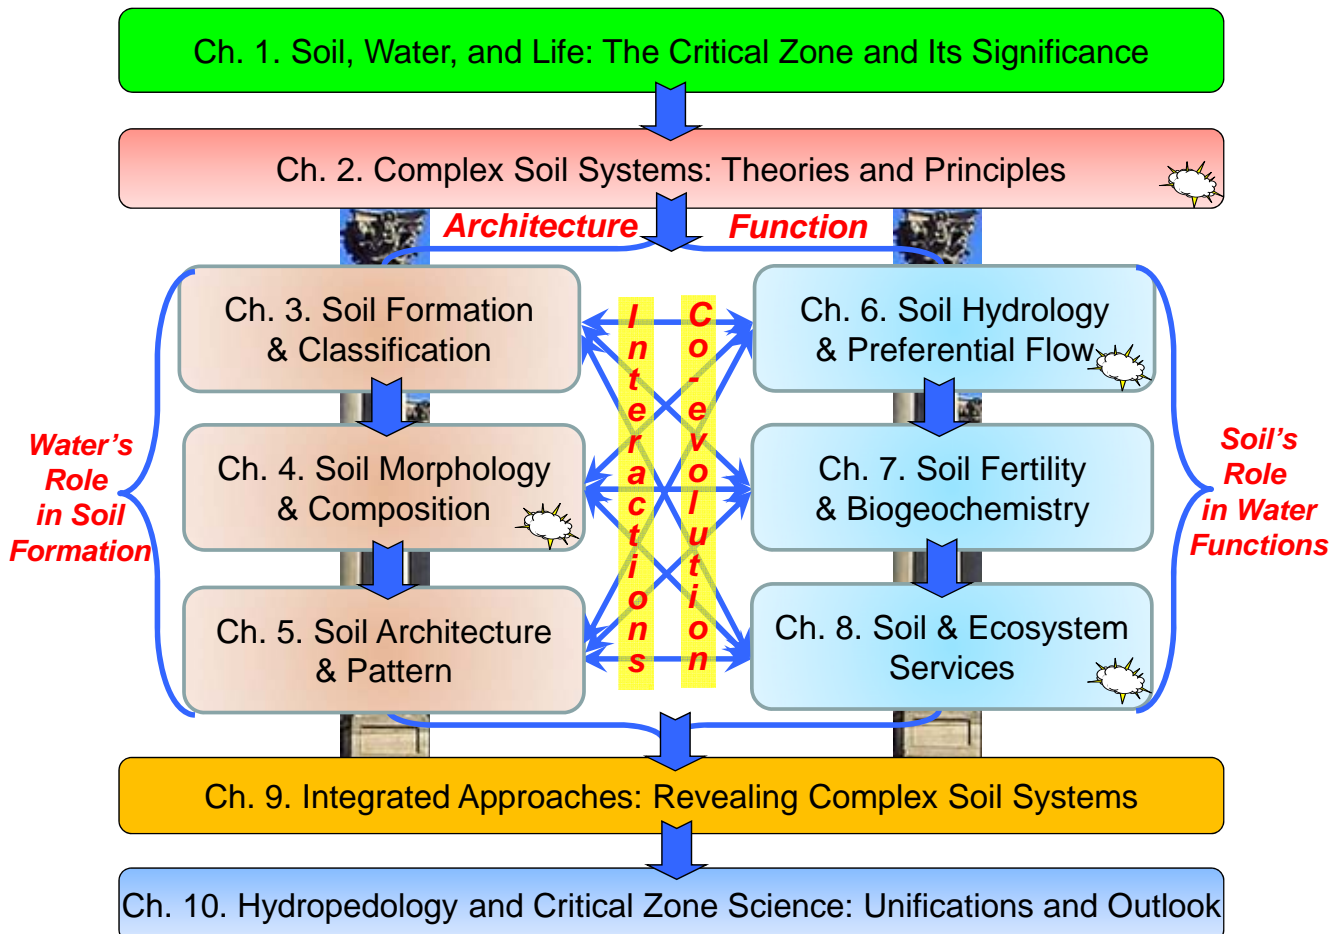 Ch. 1. Soil, Water, and Life: The Critical Zone and Its Significance
Ch. 2. Complex Soil Systems: Theories and Principles
Architecture
Function
Ch. 3. Soil Formation
& Classification
Ch. 4. Soil Morphology
& Composition
Ch. 5. Soil Architecture
& Pattern
Water’s
Role
in Soil
Formation
Interactions
Co-evolution
Ch. 6. Soil Hydrology
& Preferential Flow
Ch. 7. Soil Fertility
& Biogeochemistry
Ch. 8. Soil & Ecosystem
Services
Soil’s
Role
in Water
Functions
Ch. 9. Integrated Approaches: Revealing Complex Soil Systems
Ch. 10. Hydropedology and Critical Zone Science: Unifications and Outlook